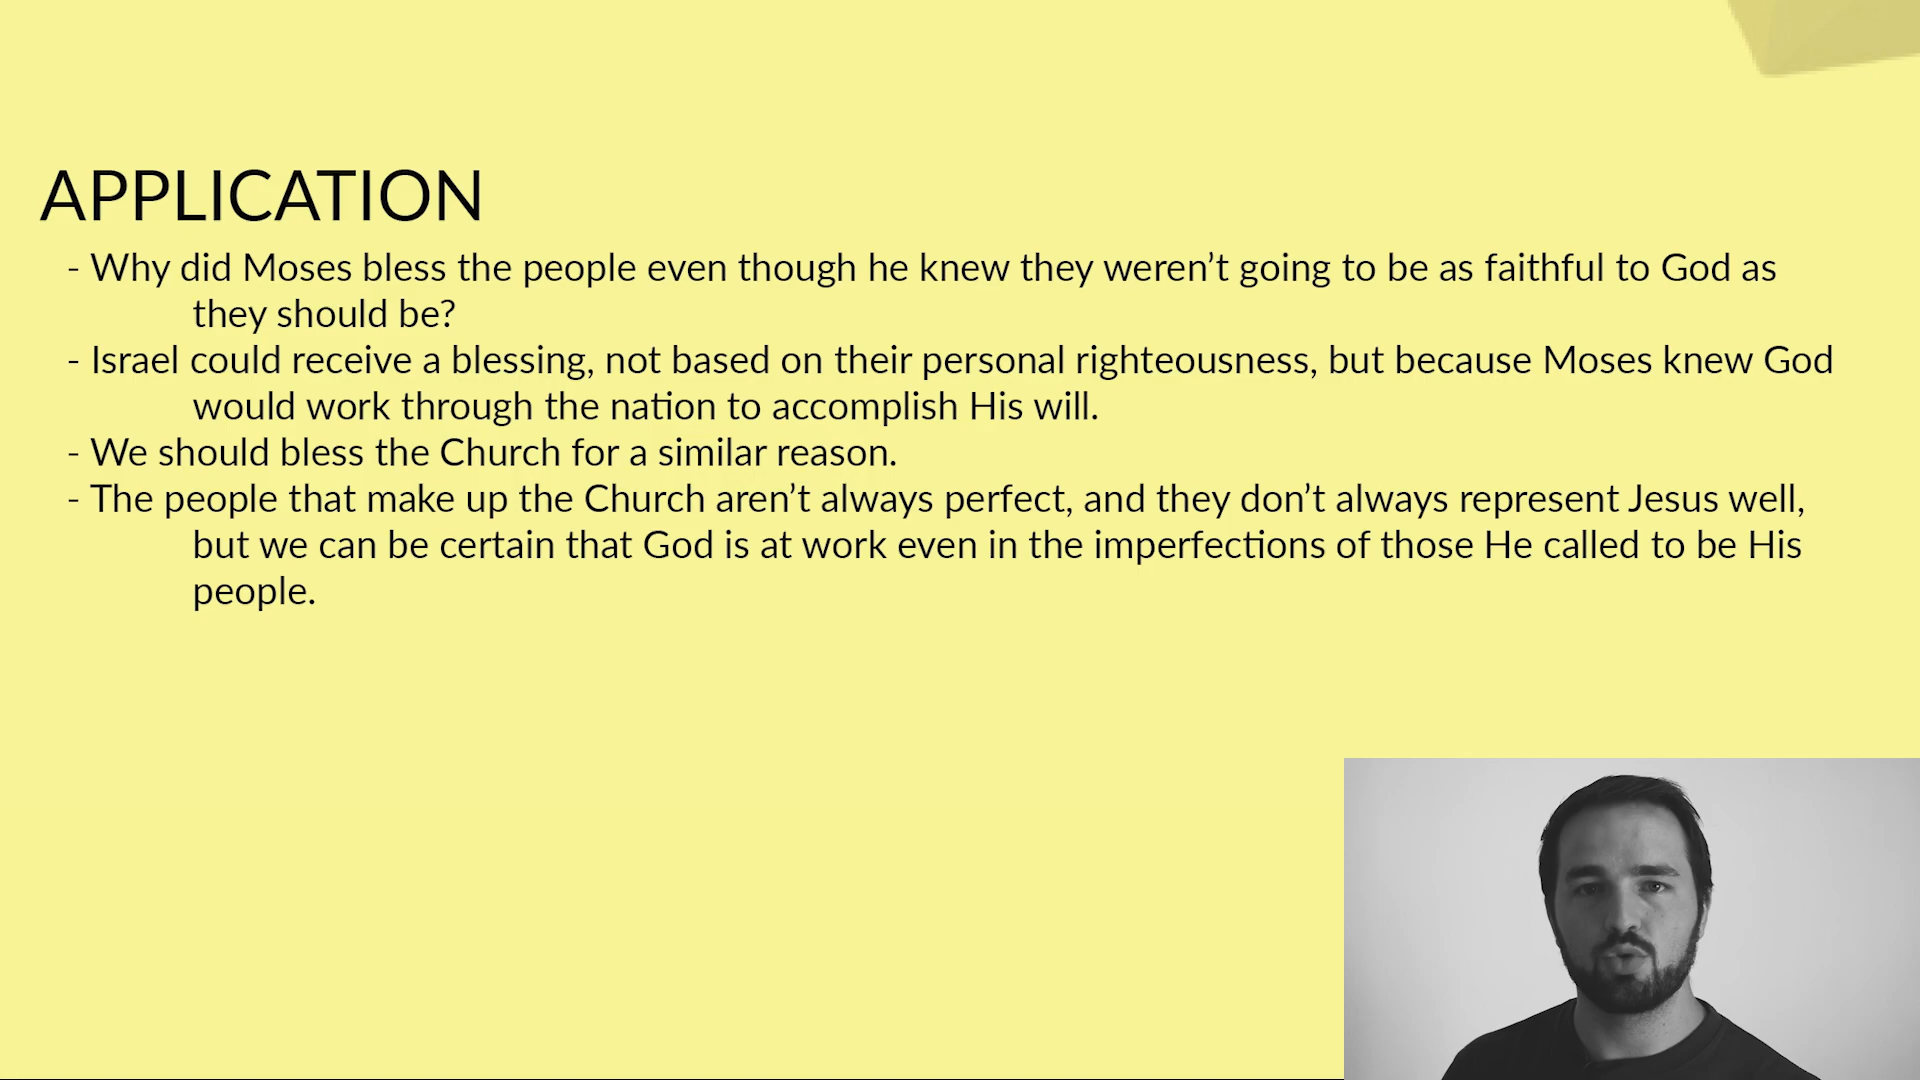 APPLICATION
- Why did Moses bless the people even though he knew they weren’t going to be as faithful to God as
they should be?
- Israel could receive a blessing, not based on their personal righteousness, but because Moses knew God
would work through the nation to accomplish His will.
- We should bless the Church for a similar reason.
- The people that make up the Church aren’t always perfect, and they don’t always represent Jesus well,
but we can be certain that God is at work even in the imperfections of those He called to be His
people.